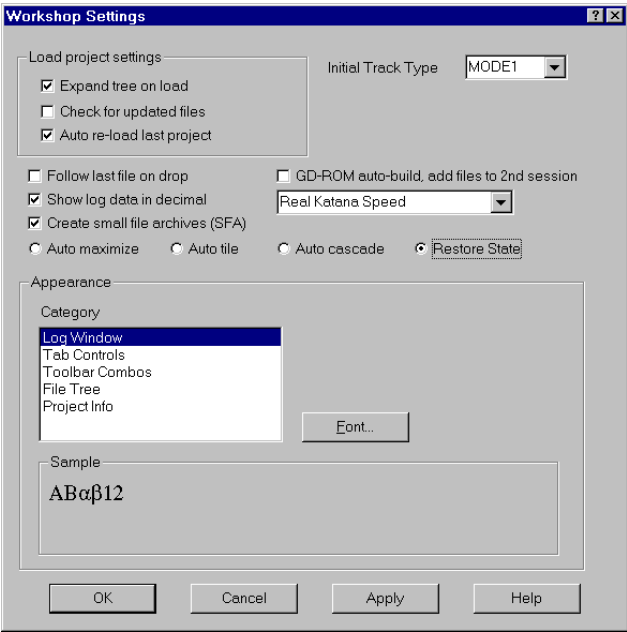 Workshop Settings
Load project settings
Expand tree on load
Check for updated files
Auto re-load last project
Initial Track Type
MODE1
Follow last file on drop
GD-ROM auto-build, add files to 2nd session
Show log data in decimal
Real Katana Speed
Create small file archives (SFA)
Auto maximize
Auto tile
Auto cascade
Restore State
Appearance
Category
Log Window
Tab Controls
Toolbar Combos
File Tree
Project Info
Font...
Sample
ABαβ12
OK
Cancel
Apply
Help